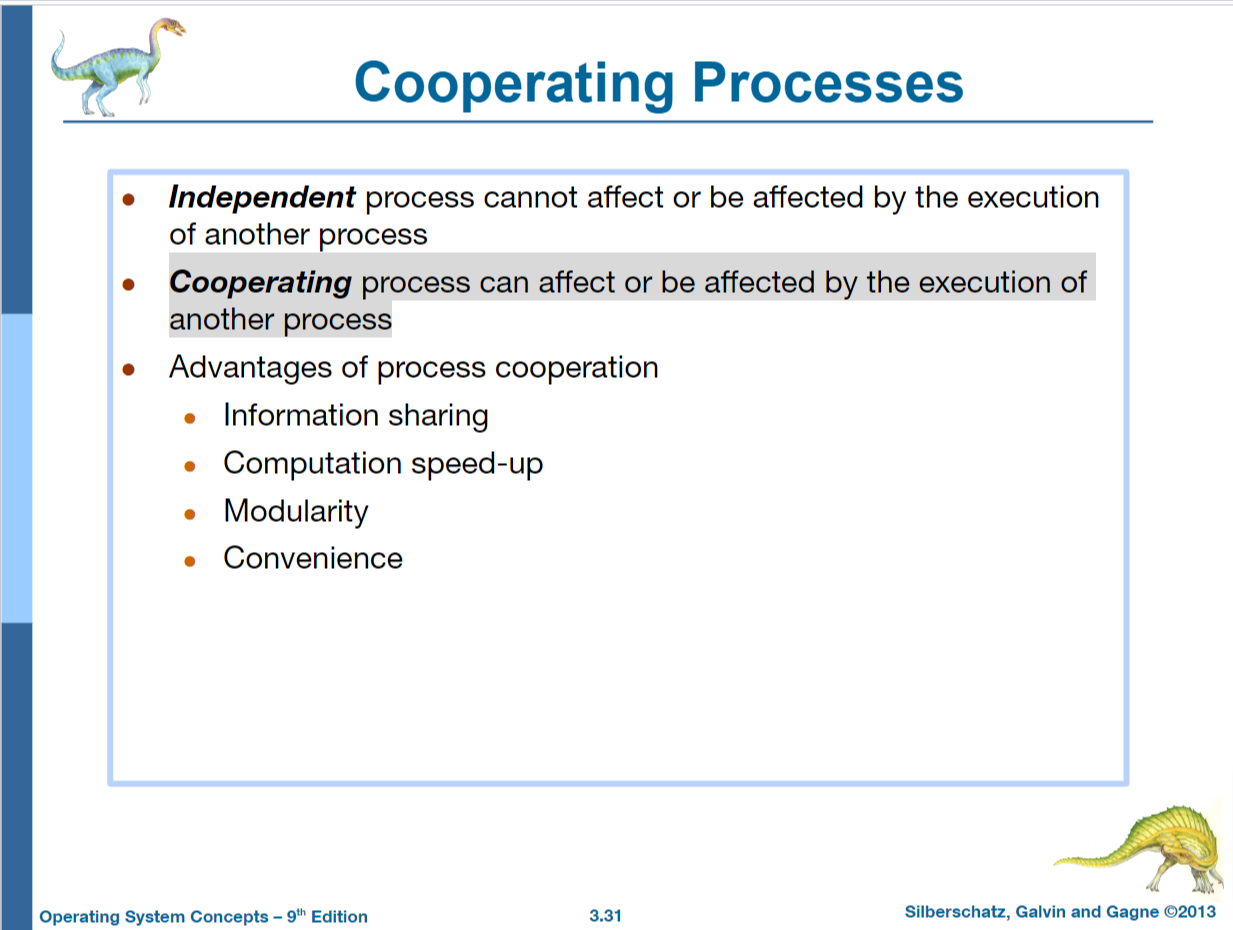 Cooperating Processes
● Independent process cannot affect or be affected by the execution
of another process
● Cooperating process can affect or be affected by the execution of
another process
● Advantages of process cooperation
● Information sharing
● Computation speed-up
● Modularity
● Convenience
Operating System Concepts – 9th Edition
3.31
Silberschatz, Galvin and Gagne ©2013